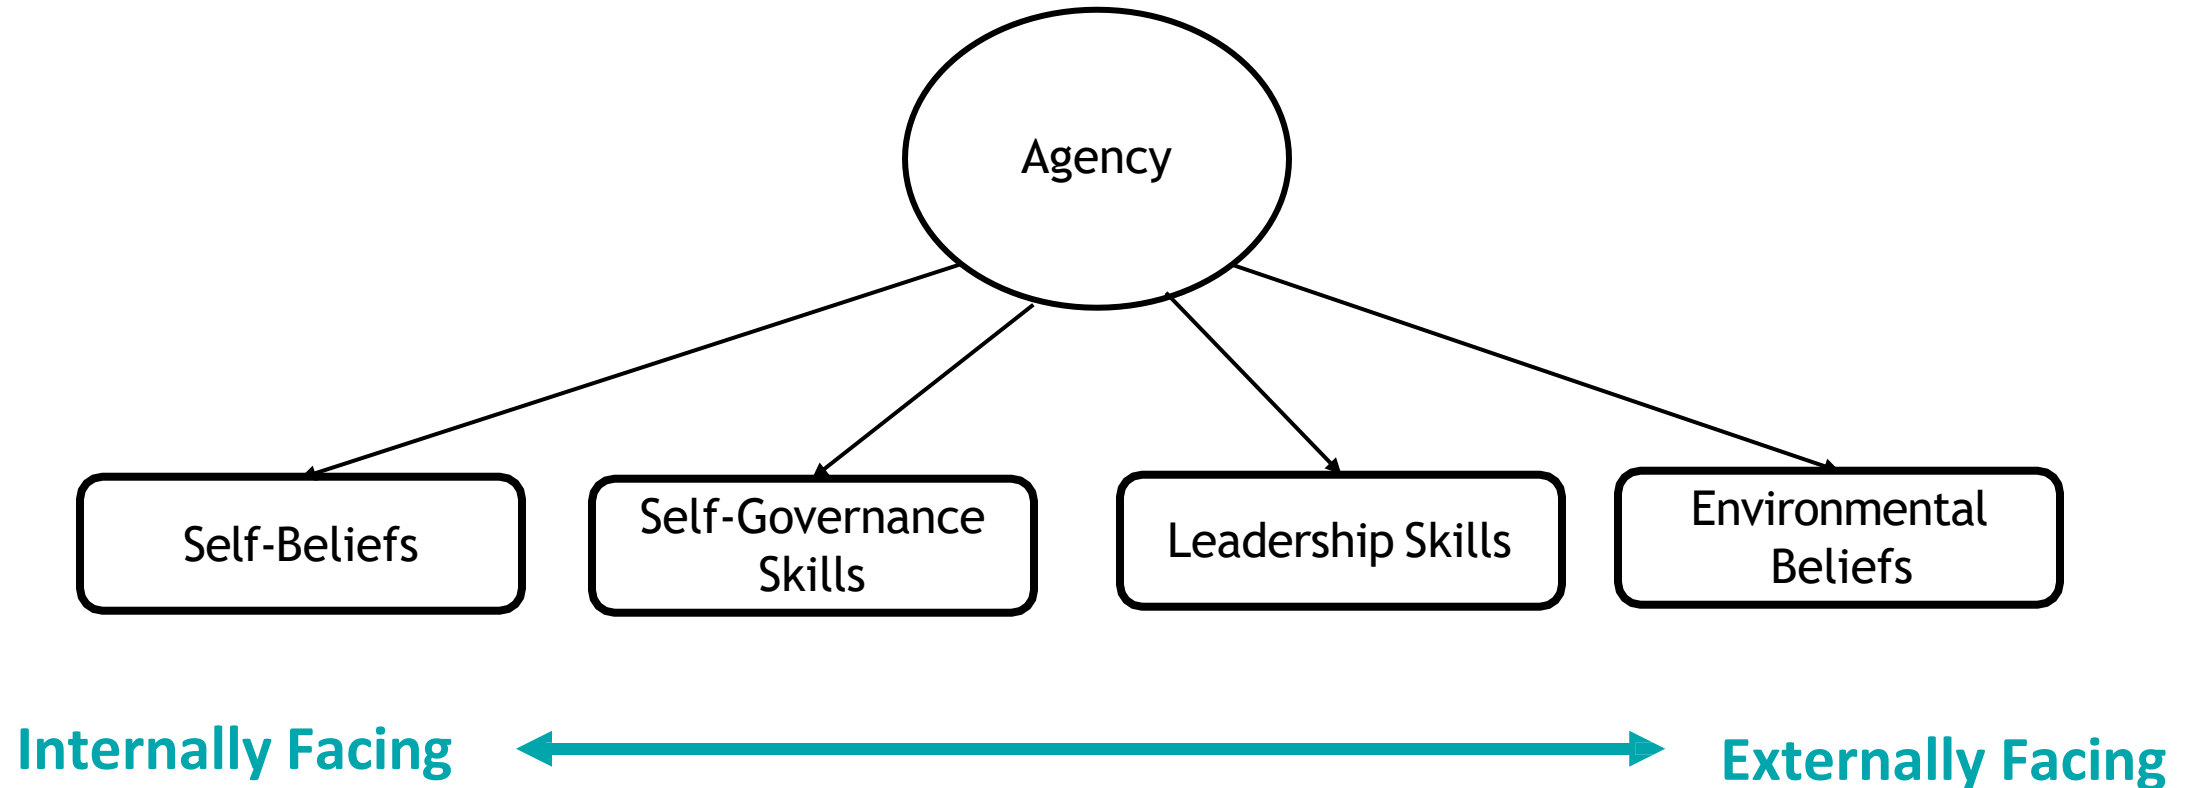 Agency
Self-Beliefs
Self-Governance
Skills
Leadership Skills
Environmental
Beliefs
Internally Facing
Externally Facing